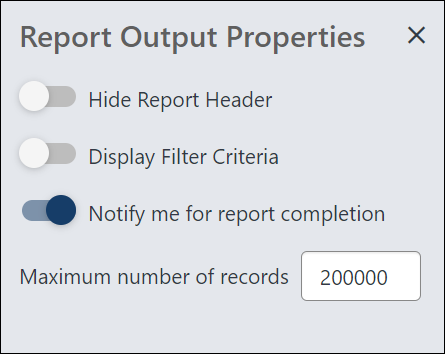 Report Output Properties
Hide Report Header
Display Filter Criteria
Notify me for report completion
Maximum number of records 200000